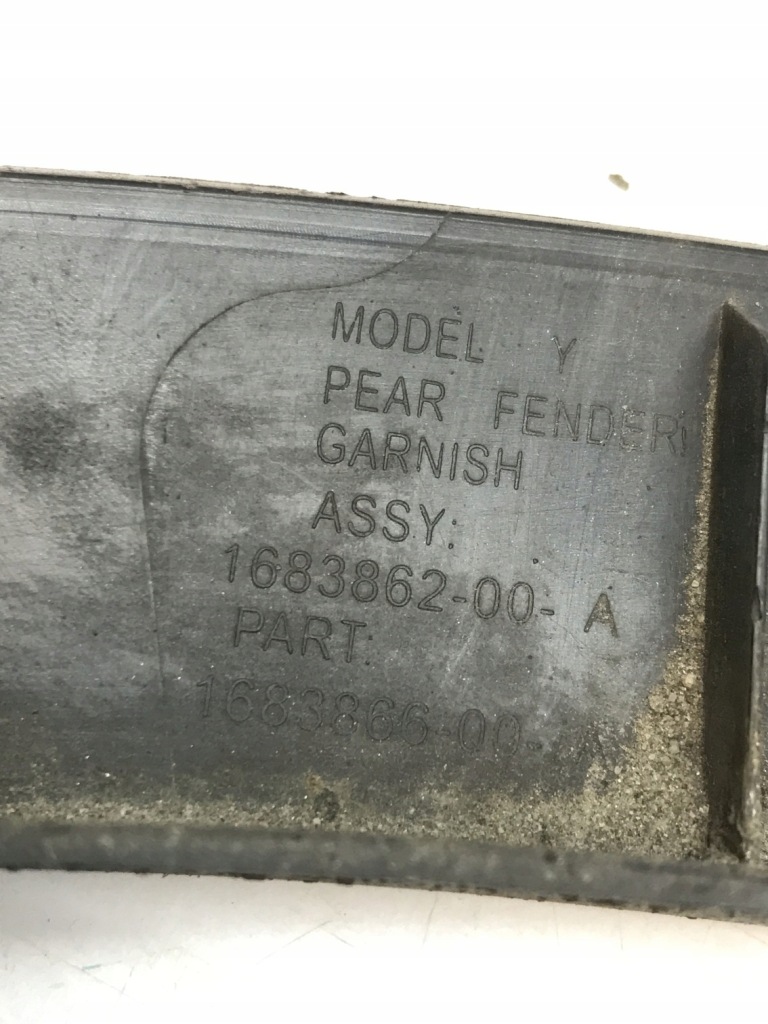 MODEL Y
PEAR FENDER
GARNISH
ASSY:
1683862-00- A
PART:
1683866-00-